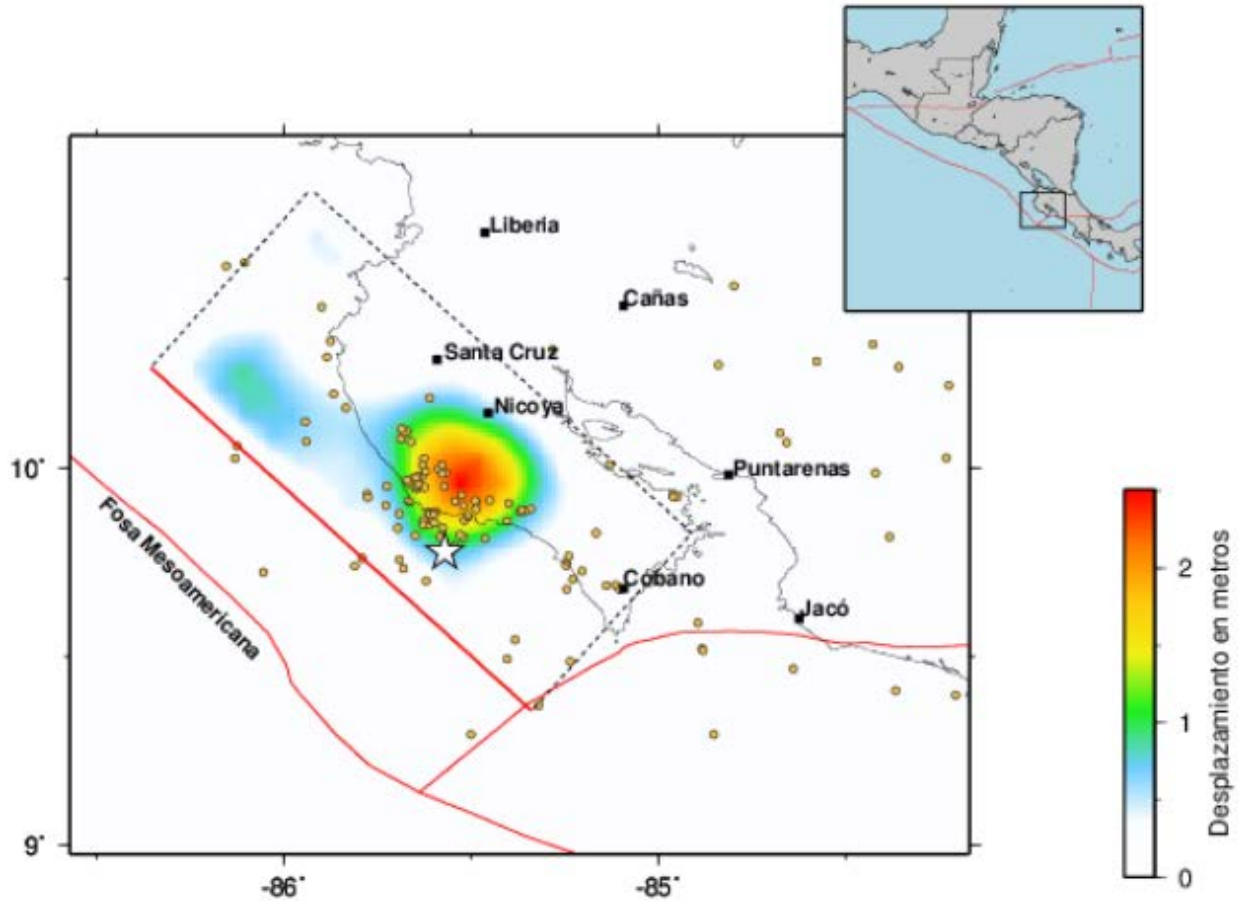 Liberia
Cañas
Santa Cruz
Nicoya
10˚
Puntarenas
Fosa Mesoamericana
Cóbano
Jacó
9˚
-86˚
-85˚
2
1
0
Desplazamiento en metros